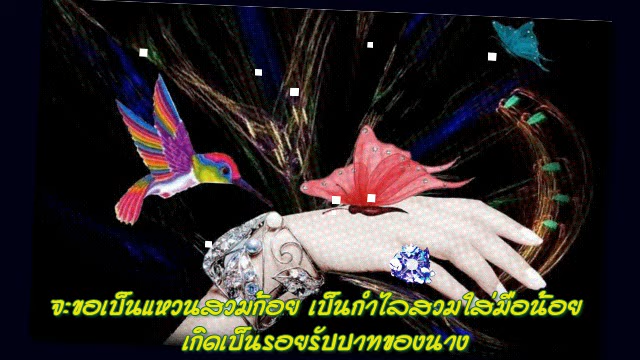 จะขอเป็นแหวนสวมก้อย เป็นกำไลสวมใส่มือน้อย
เกิดเป็นรอยรับบาทของนาง